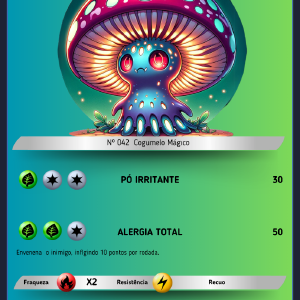 Nº 042 Cogumelo Mágico
PÓ IRRITANTE 30
ALERGIA TOTAL 50
Envenena o inimigo, infigindo 10 pontos por rodada.
Fraqueza X2 Resistência Recuo